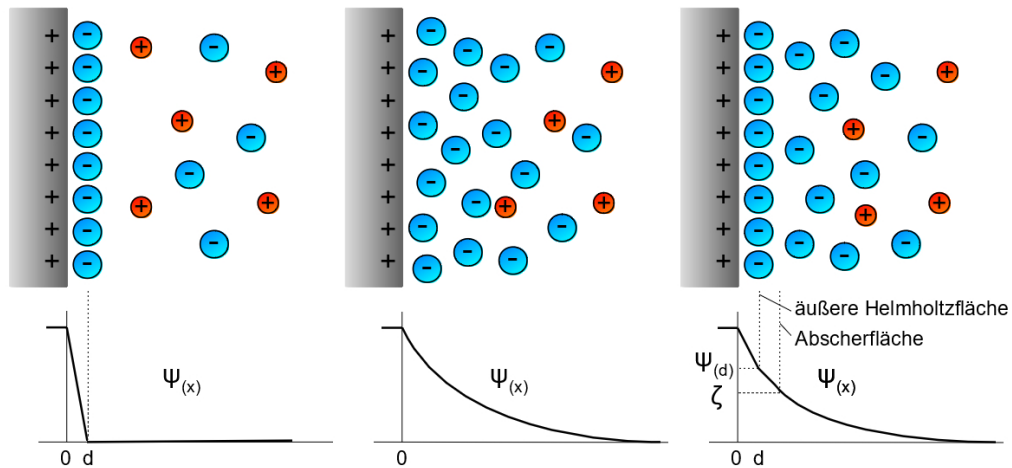 äußere Helmholtzfläche
Abscherfläche
Ψ(x)
Ψ(x)
Ψ(d)
Ψ(x)
ζ
0 d
0
0 d